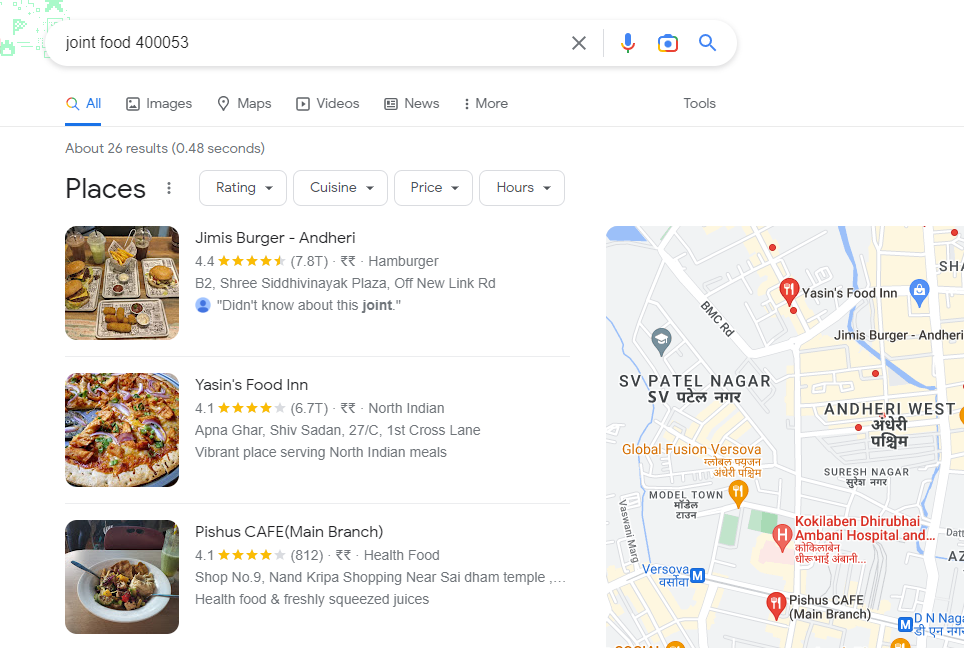 joint food 400053
All
Images
Maps
Videos
News
More
Tools
About 26 results (0.48 seconds)
Places
Rating
Cuisine
Price
Hours
Jimis Burger - Andheri
4.4 (7.8T) · ₹₹ · Hamburger
B2, Shree Siddhivinayak Plaza, Off New Link Rd
"Didn't know about this joint."
Yasin's Food Inn
4.1 (6.7T) · ₹₹ · North Indian
Apna Ghar, Shiv Sadan, 27/C, 1st Cross Lane
Vibrant place serving North Indian meals
Pishus CAFE(Main Branch)
4.1 (812) · ₹₹ · Health Food
Shop No.9, Nand Kripa Shopping Near Sai dham temple ,...
Health food & freshly squeezed juices
SHA
Yasin's Food Inn
BMC Rd
Jimis Burger - Andheri
SV PATEL NAGAR
SV पटेल नगर
ANDHERI WEST
अंधेरी
पश्चिम
Global Fusion Versova
ग्लोबल फ्युजन
अंधेरी पश्चिम
SURESH NAGAR
सुरेश नगर
MODEL TOWN
मॉडेल
टाउन
Vaswani Marg
Kokilaben Dhirubhai
Ambani Hospital and...
कोकिलाबेन
धीरूभाई अंबानी...
Datt
AZ
Versova
वर्सोवा
M
H
Pishus CAFE
(Main Branch)
M
D N Naga
डी एन नगर